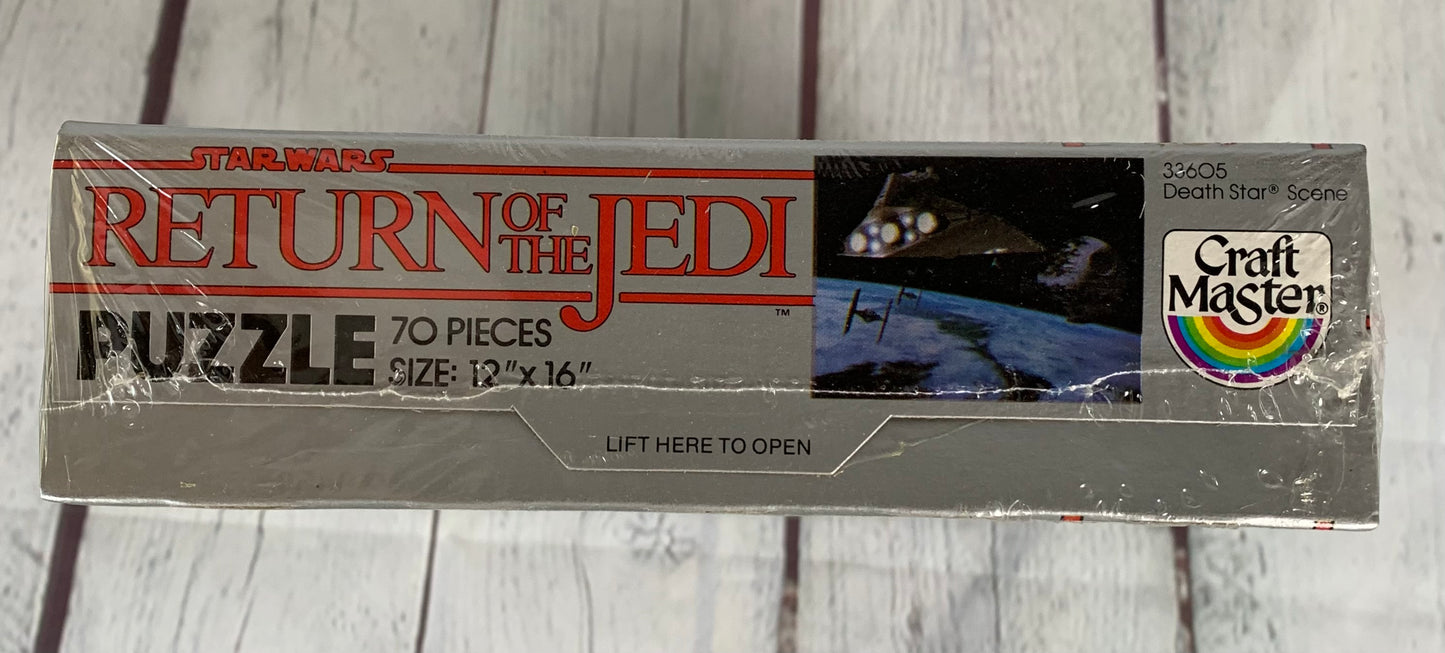 STAR WARS
RETURN OF THE JEDI
™
PUZZLE
70 PIECES
SIZE: 12" x 16"
LIFT HERE TO OPEN
33605
Death Star® Scene
Craft
Master®